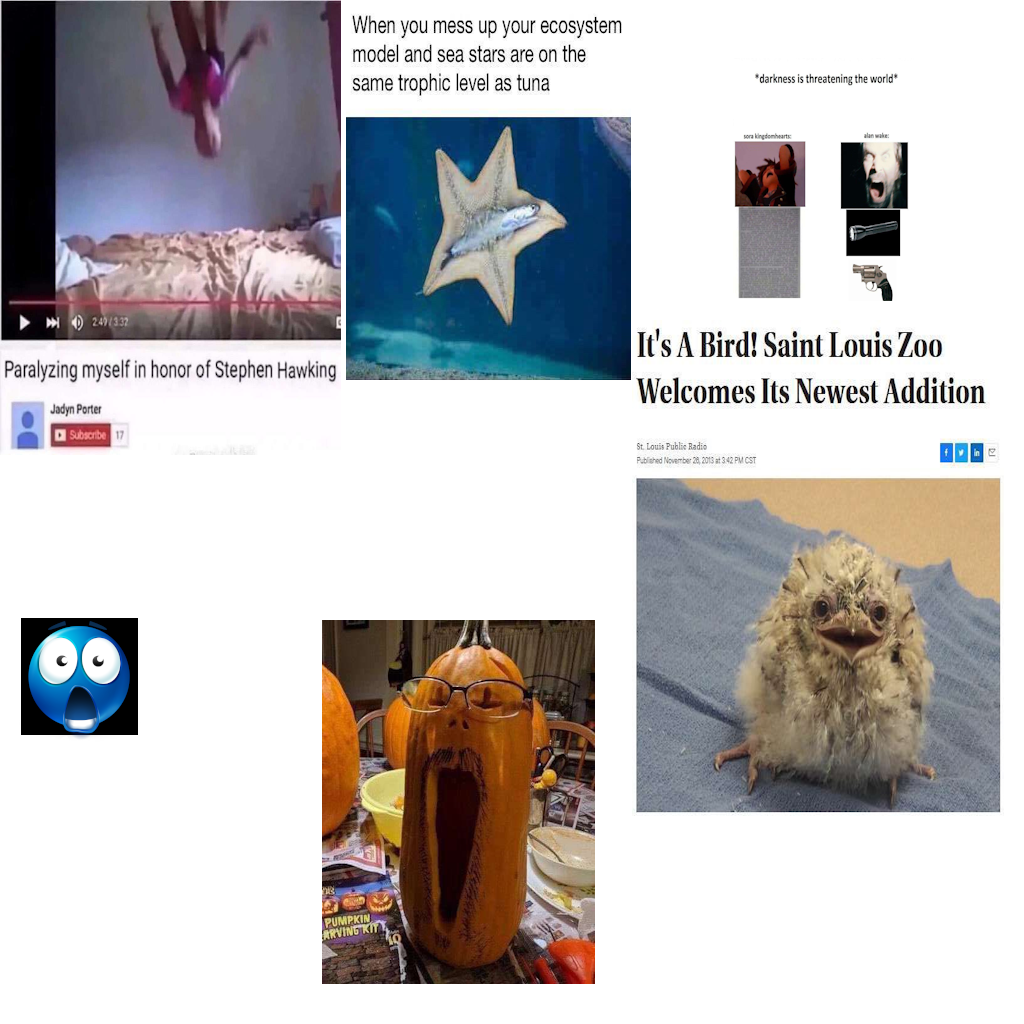 When you mess up your ecosystem
model and sea stars are on the
same trophic level as tuna
*darkness is threatening the world*
sora kingdomhearts:
alan wake:
2:49 / 3:32
Paralyzing myself in honor of Stephen Hawking
Jadyn Porter
Subscribe 17
It's A Bird! Saint Louis Zoo
Welcomes Its Newest Addition
St. Louis Public Radio
Published November 26, 2013 at 3:42 PM CST
f
in
PUMPKIN
ARVING KIT